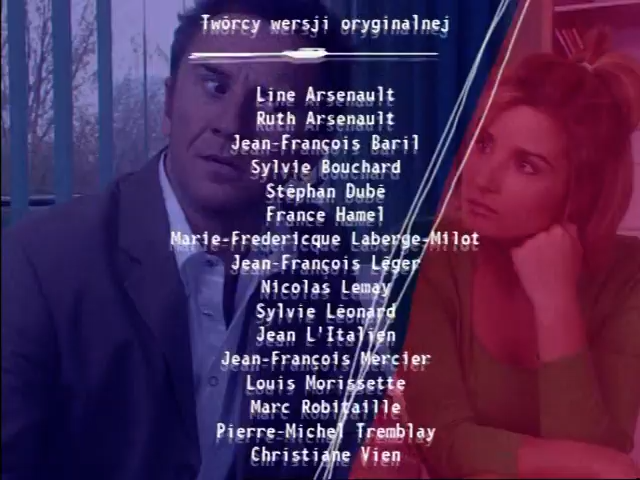 Twórcy wersji oryginalnej
Line Arsenault
Ruth Arsenault
Jean-François Baril
Sylvie Bouchard
Stéphan Dubé
France Hamel
Marie-Fredericque Laberge-Milot
Jean-François Léger
Nicolas Lemay
Sylvie Léonard
Jean L'Italien
Jean-François Mercier
Louis Morissette
Marc Robitaille
Pierre-Michel Tremblay
Christiane Vien